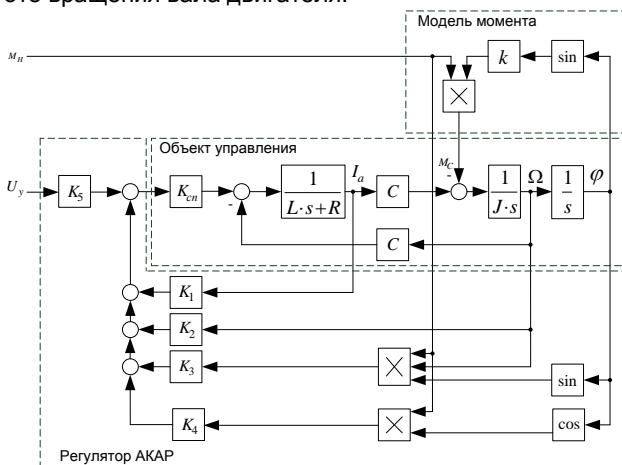 это вращения вала двигателя.
Модель момента
M_H
k
sin
×
Объект управления
U_y
K_5
K_cn
-
1
L·s+R
I_a
C
M_C
-
1
J·s
Ω
1
s
φ
C
K_1
K_2
K_3
×
sin
K_4
×
cos
Регулятор АКАР